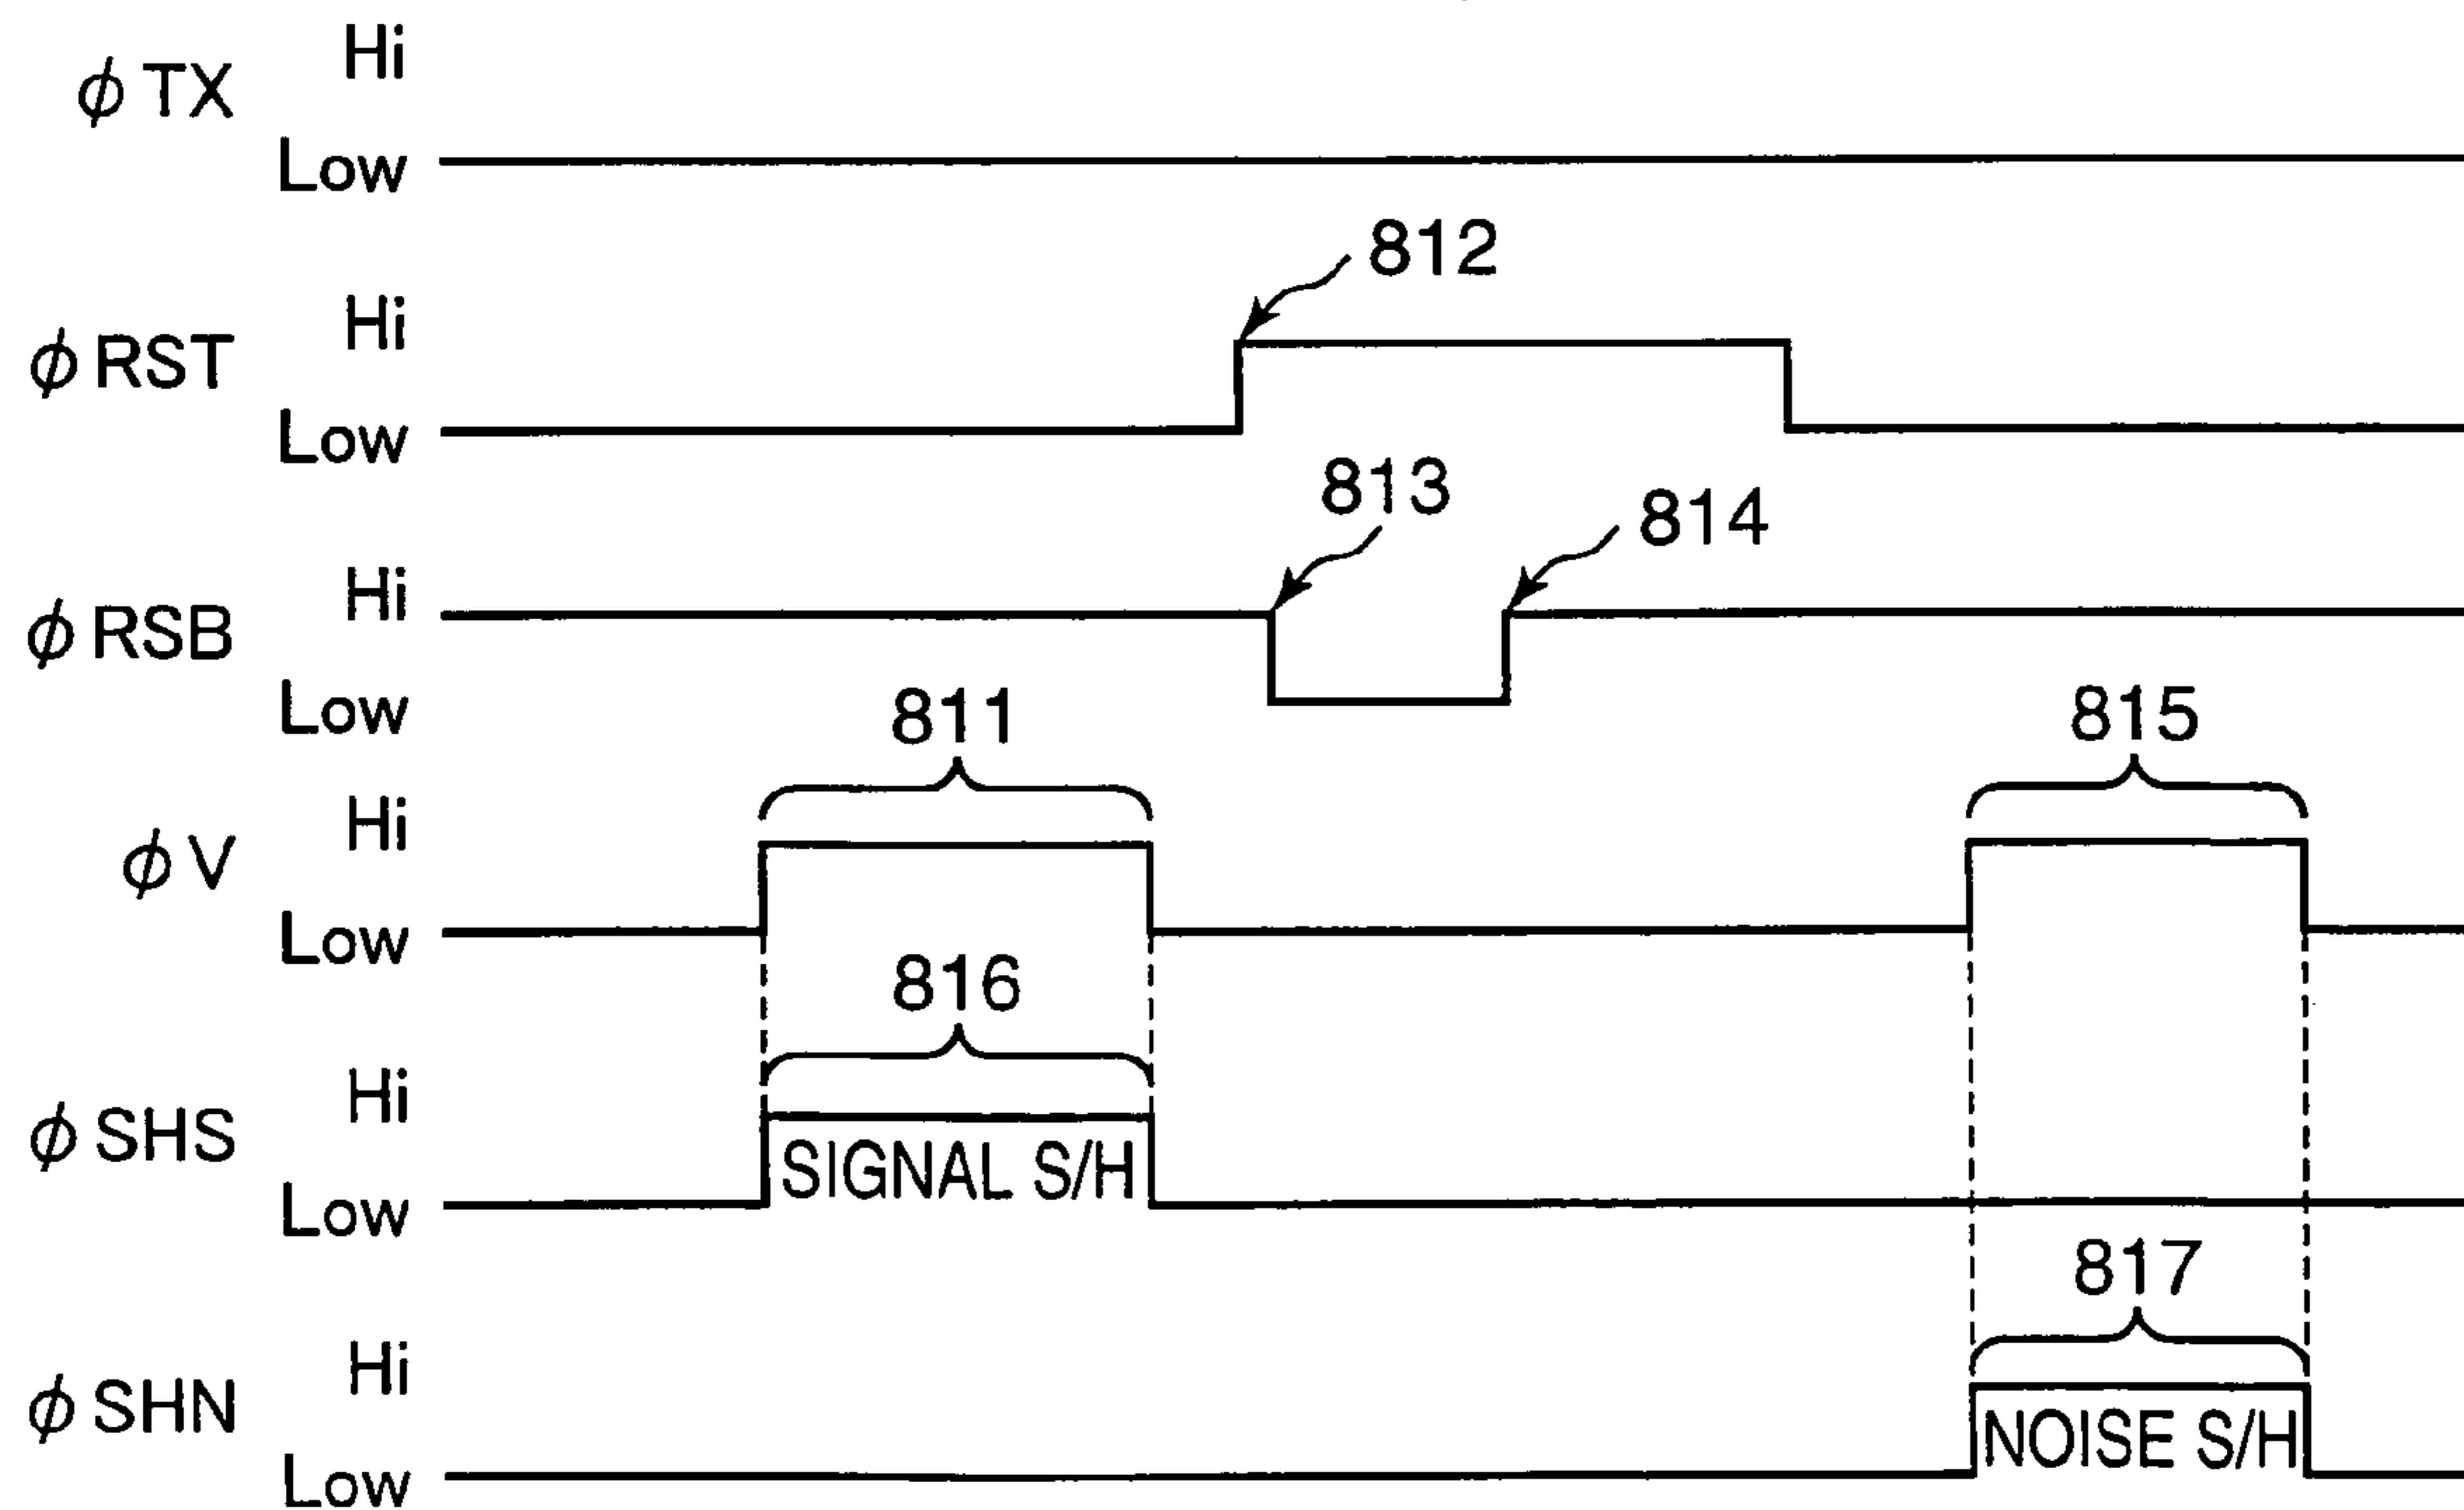 Hi
ϕ TX
Low
812
Hi
ϕ RST
Low
813
814
Hi
ϕ RSB
Low
811
815
Hi
ϕ V
Low
816
Hi
ϕ SHS
SIGNAL S/H
Low
817
Hi
ϕ SHN
NOISE S/H
Low